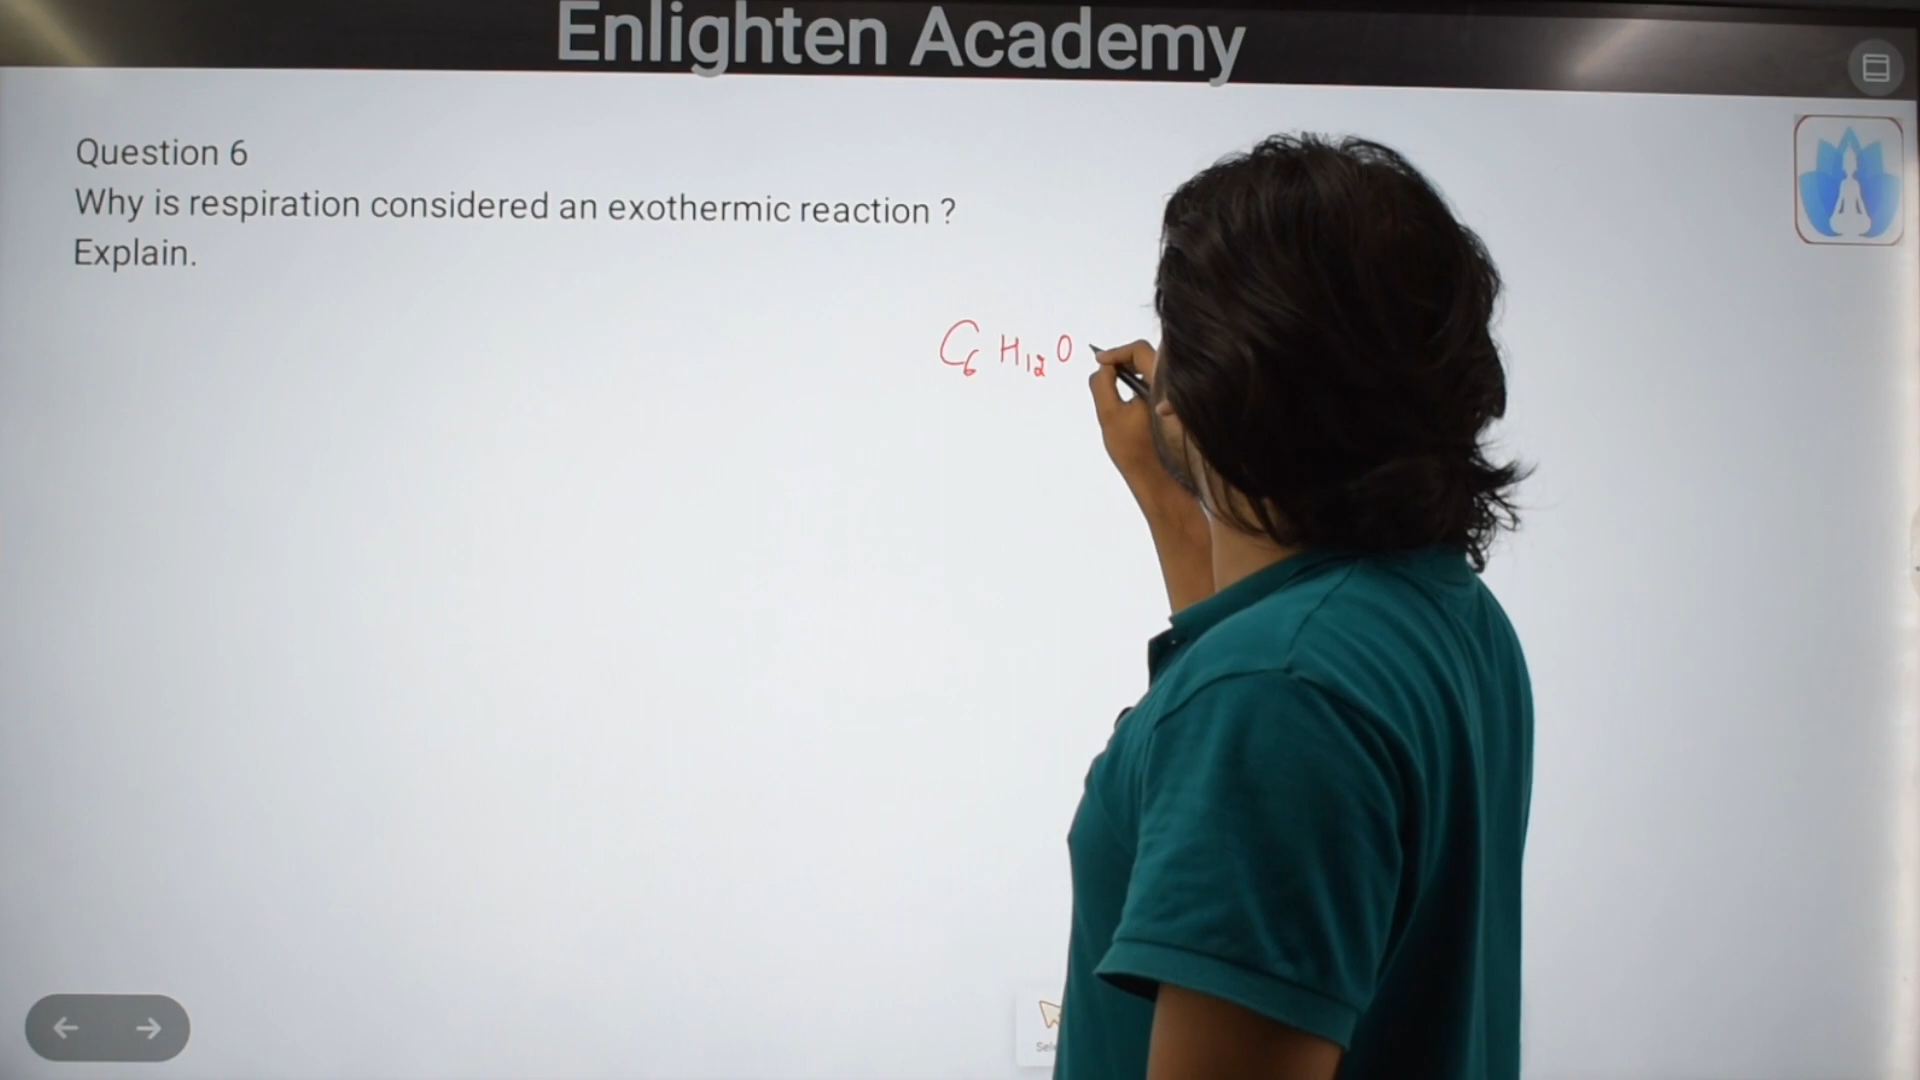 Enlighten Academy
Question 6
Why is respiration considered an exothermic reaction ?
Explain.
C6 H12 O